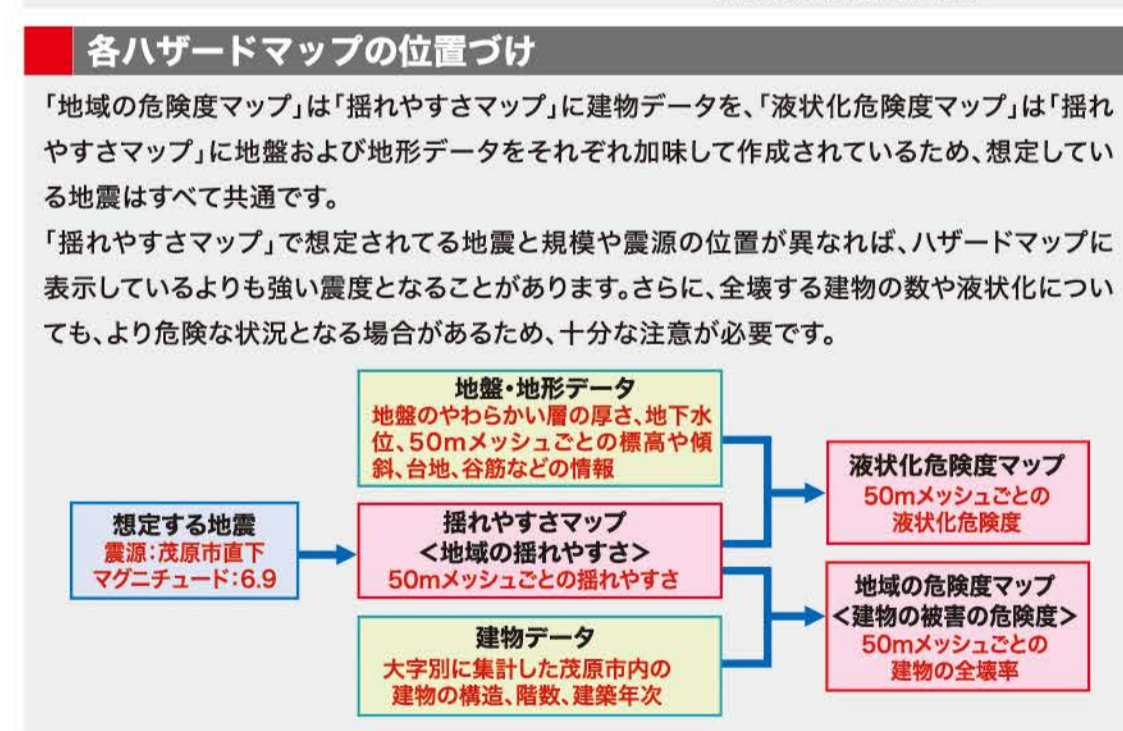 各ハザードマップの位置づけ
「地域の危険度マップ」は「揺れやすさマップ」に建物データを、「液状化危険度マップ」は「揺れ
やすさマップ」に地盤および地形データをそれぞれ加味して作成されているため、想定してい
る地震はすべて共通です。
「揺れやすさマップ」で想定されてる地震と規模や震源の位置が異なれば、ハザードマップに
表示しているよりも強い震度となることがあります。さらに、全壊する建物の数や液状化につい
ても、より危険な状況となる場合があるため、十分な注意が必要です。
地盤・地形データ
地盤のやわらかい層の厚さ、地下水
位、50mメッシュごとの標高や傾
斜、台地、谷筋などの情報
想定する地震
震源:茂原市直下
マグニチュード:6.9
揺れやすさマップ
<地域の揺れやすさ>
50mメッシュごとの揺れやすさ
建物データ
大字別に集計した茂原市内の
建物の構造、階数、建築年次
液状化危険度マップ
50mメッシュごとの
液状化危険度
地域の危険度マップ
<建物の被害の危険度>
50mメッシュごとの
建物の全壊率